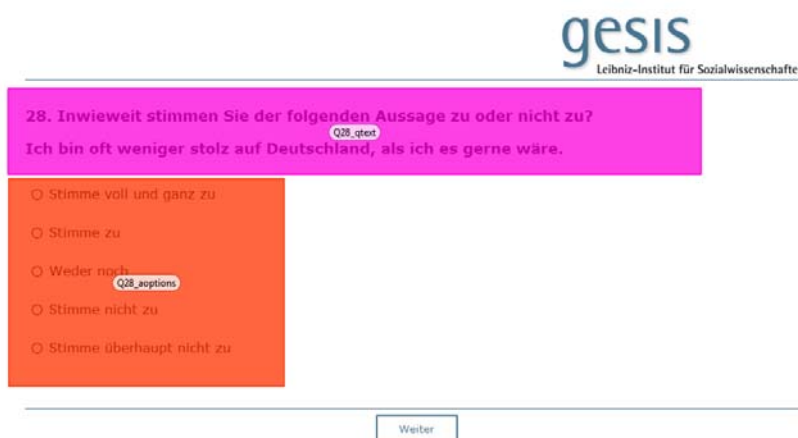 gesis
Leibniz-Institut für Sozialwissenschafte
28. Inwieweit stimmen Sie der folgenden Aussage zu oder nicht zu?
Q28_qtext
Ich bin oft weniger stolz auf Deutschland, als ich es gerne wäre.
Stimme voll und ganz zu
Stimme zu
Weder noch
Q28_aoptions
Stimme nicht zu
Stimme überhaupt nicht zu
Weiter